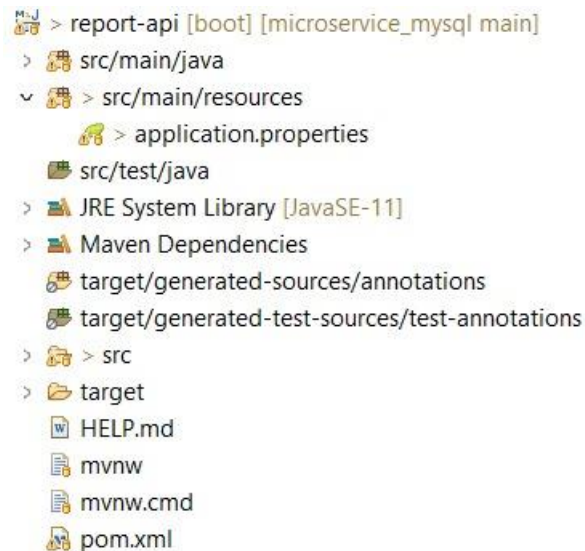 > report-api [boot] [microservice_mysql main]
> src/main/java
> src/main/resources
> application.properties
src/test/java
> JRE System Library [JavaSE-11]
> Maven Dependencies
target/generated-sources/annotations
target/generated-test-sources/test-annotations
> > src
> target
HELP.md
mvnw
mvnw.cmd
pom.xml